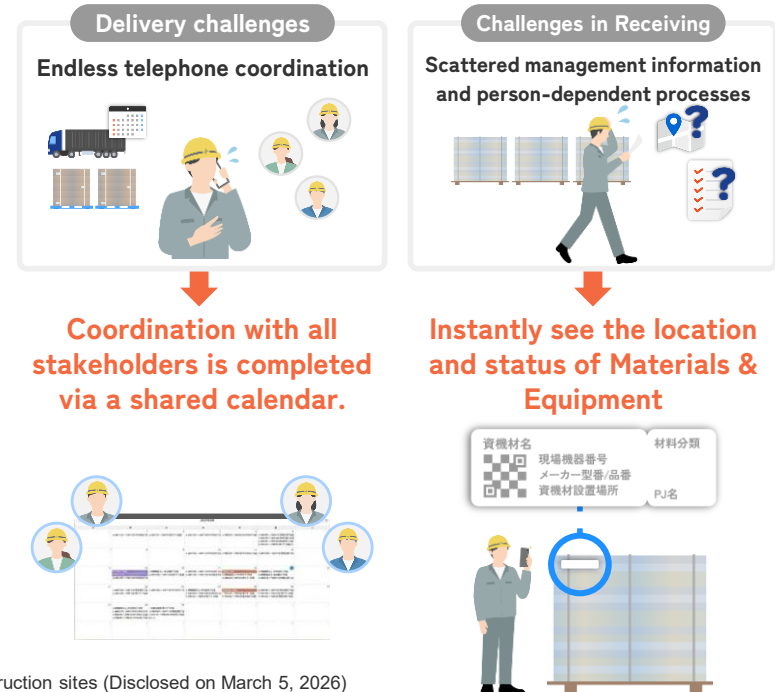 Delivery challenges
Endless telephone coordination
Coordination with all
stakeholders is completed
via a shared calendar.
Challenges in Receiving
Scattered management information
and person-dependent processes
Instantly see the location
and status of Materials &
Equipment
資機材名
材料分類
現場機器番号
メーカー型番/品番
資機材設置場所
PJ名
ruction sites (Disclosed on March 5, 2026)